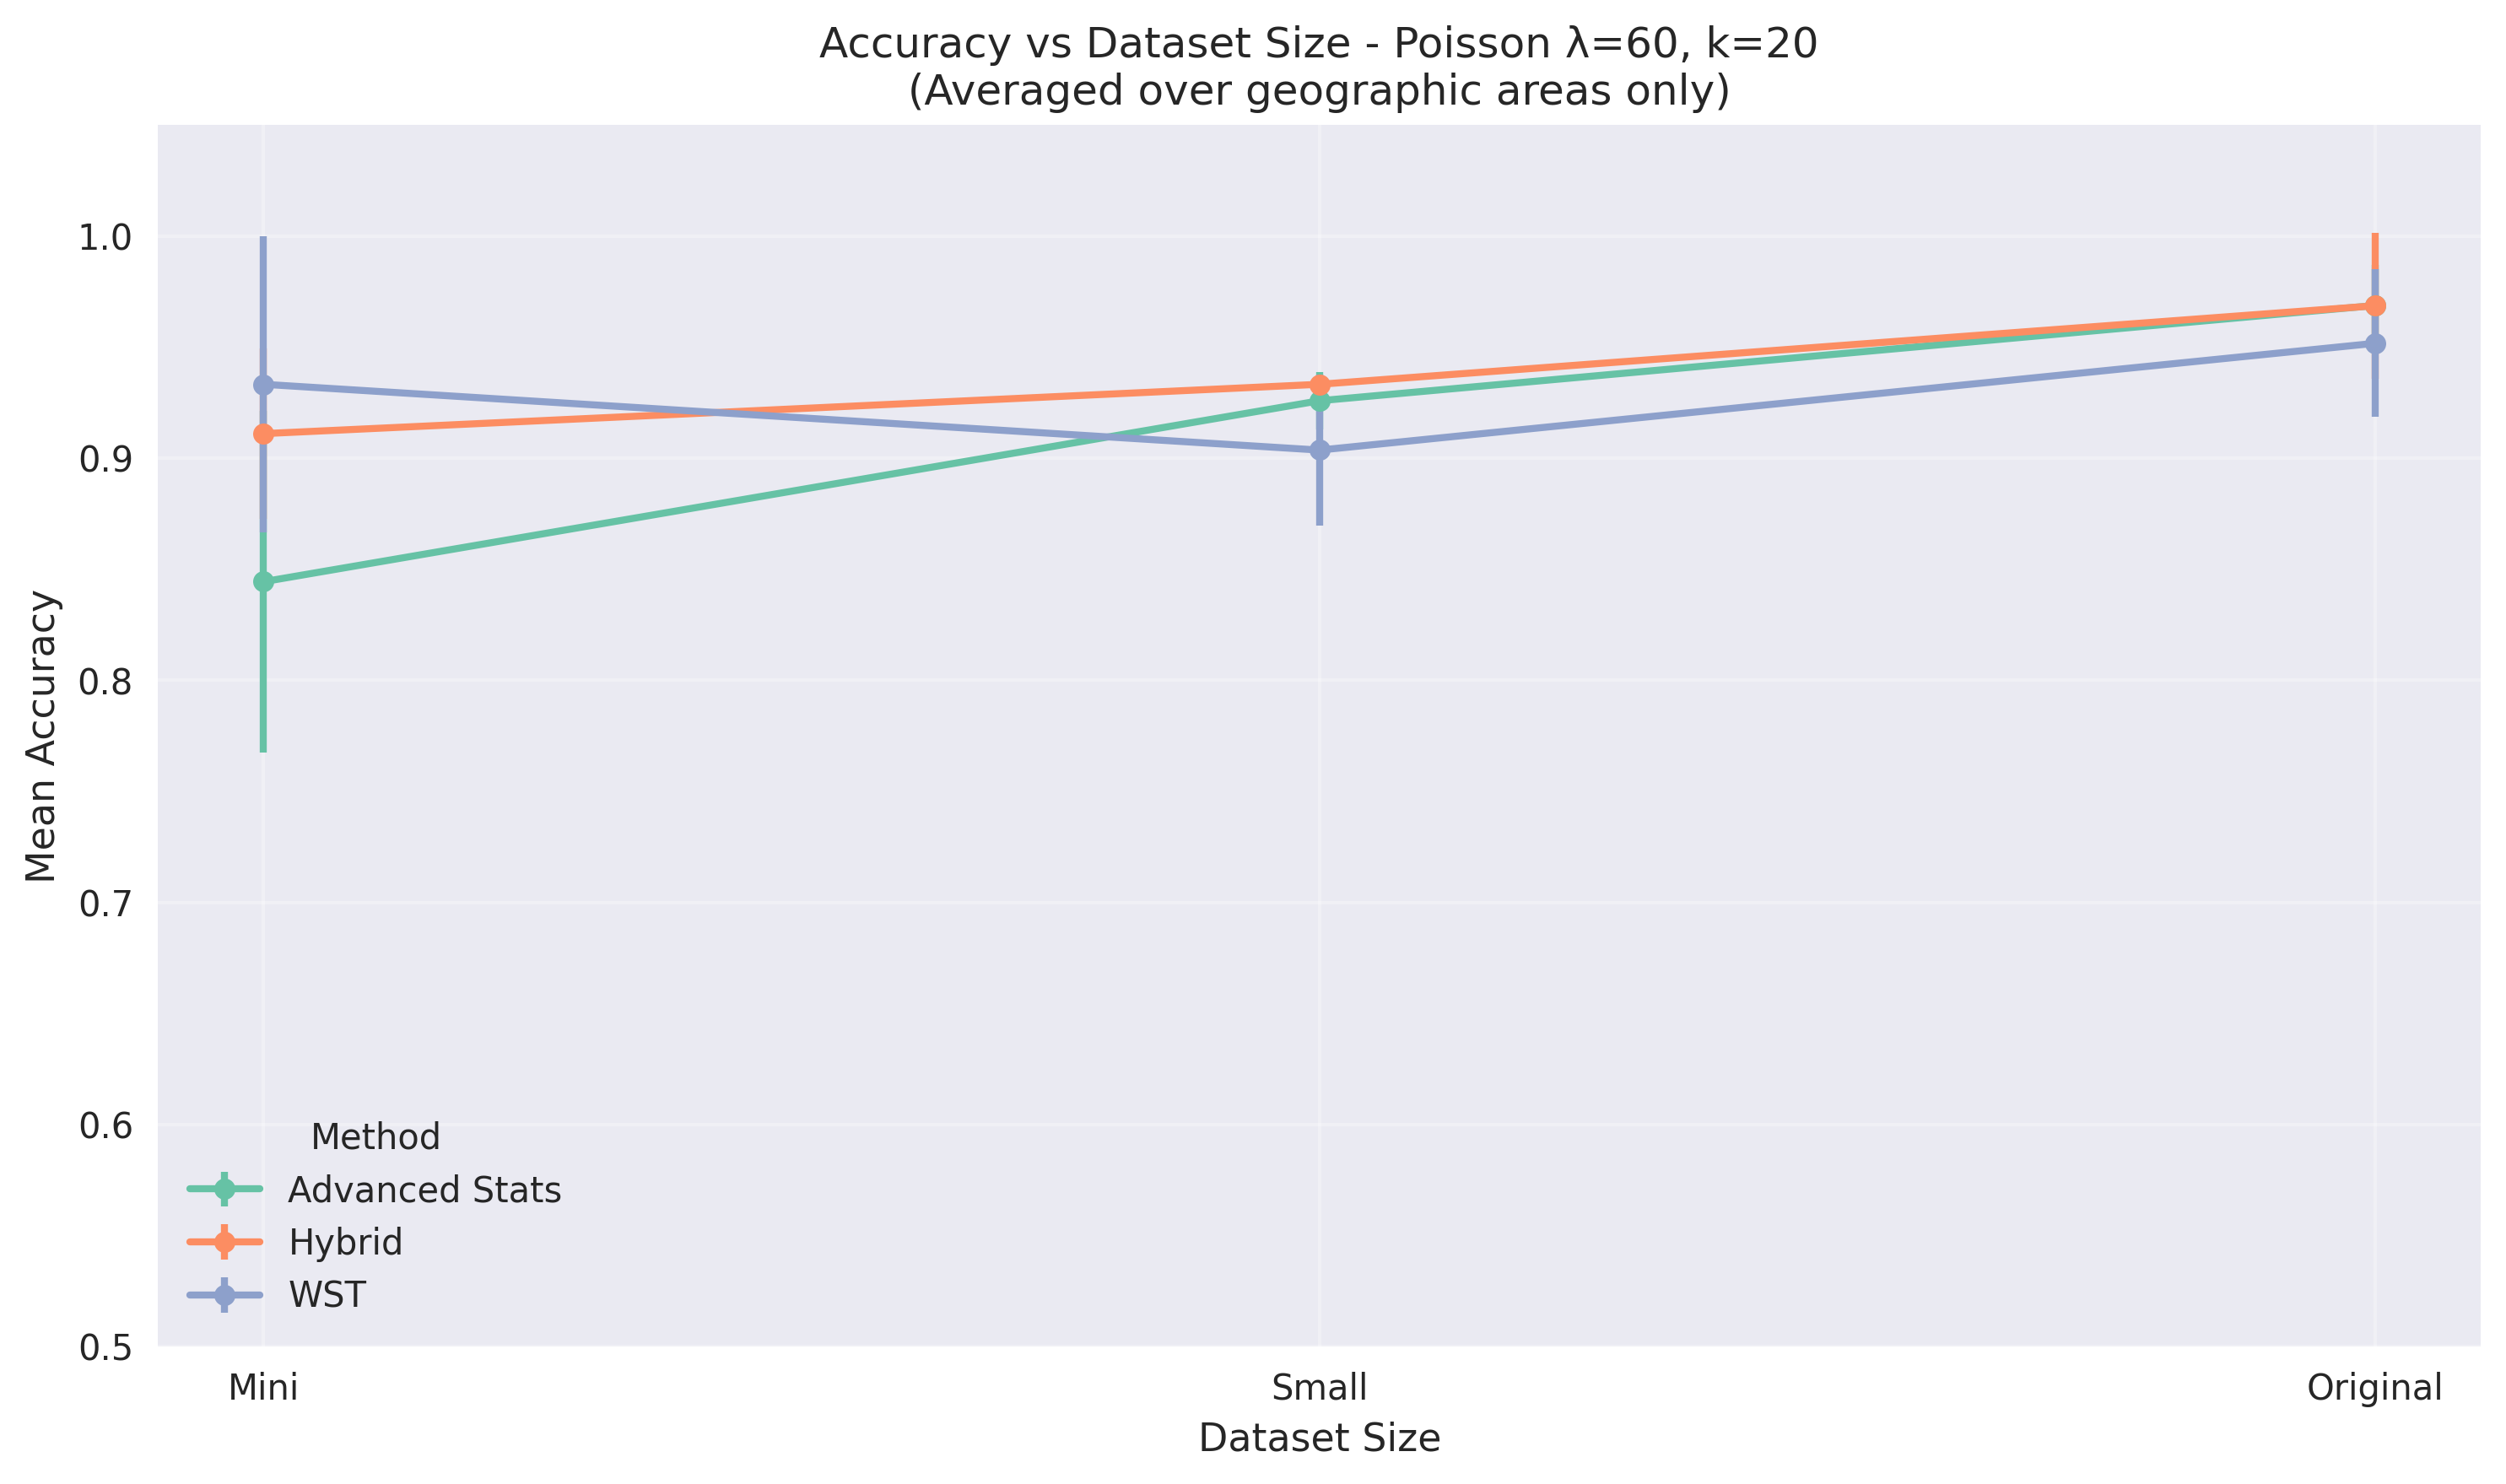 Accuracy vs Dataset Size - Poisson λ=60, k=20
(Averaged over geographic areas only)
Mean Accuracy
1.0
0.9
0.8
0.7
0.6
0.5
Method
Advanced Stats
Hybrid
WST
Mini
Small
Original
Dataset Size